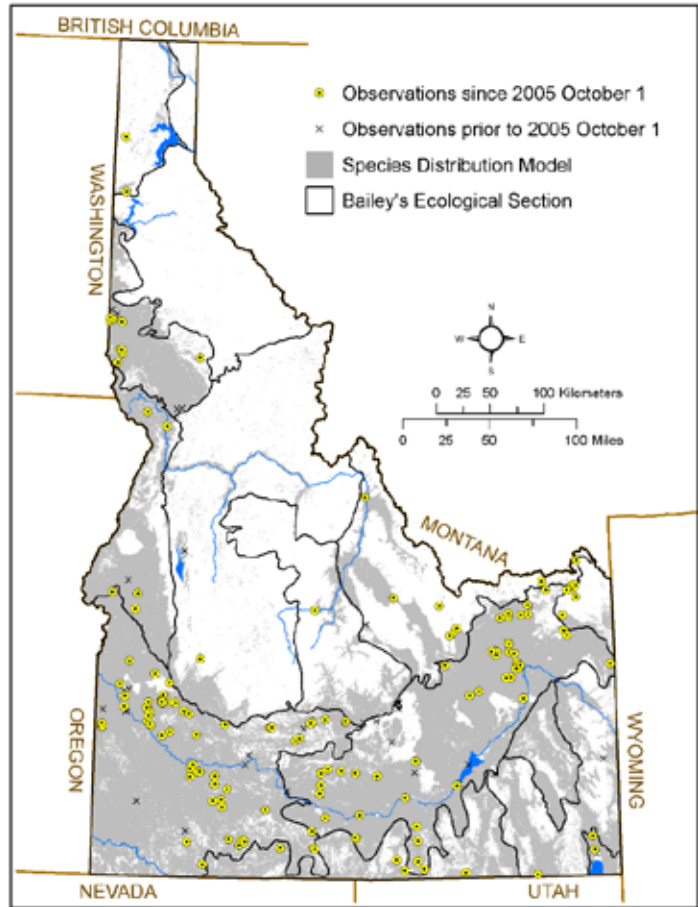 BRITISH COLUMBIA
Observations since 2005 October 1
Observations prior to 2005 October 1
Species Distribution Model
Bailey's Ecological Section
WASHINGTON
N
W E
S
0 25 50 100 Kilometers
0 25 50 100 Miles
MONTANA
OREGON
WYOMING
NEVADA UTAH